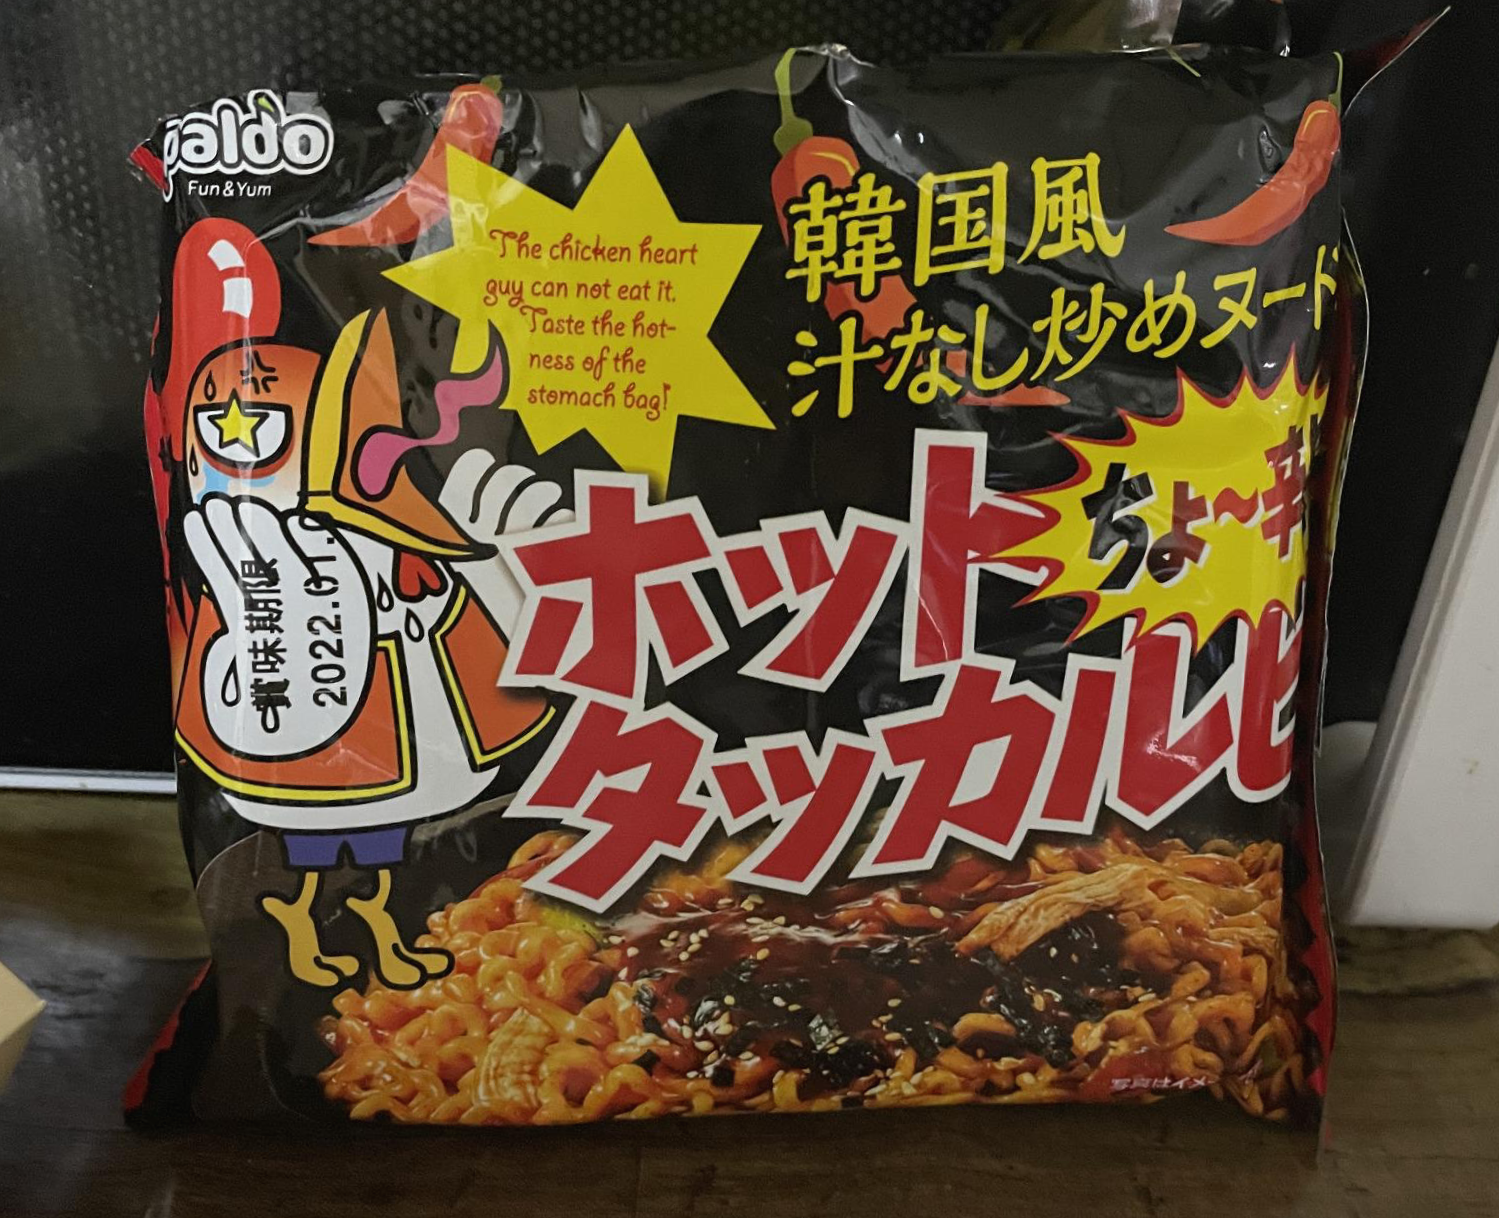 paldo
Fun&Yum
The chicken heart
guy can not eat it.
Taste the hot-
ness of the
stomach bag!
韓国風
汁なし炒めヌード
ちょ〜辛
ホット
タッカルビ
賞味期限
2022.01.
写真はイメ